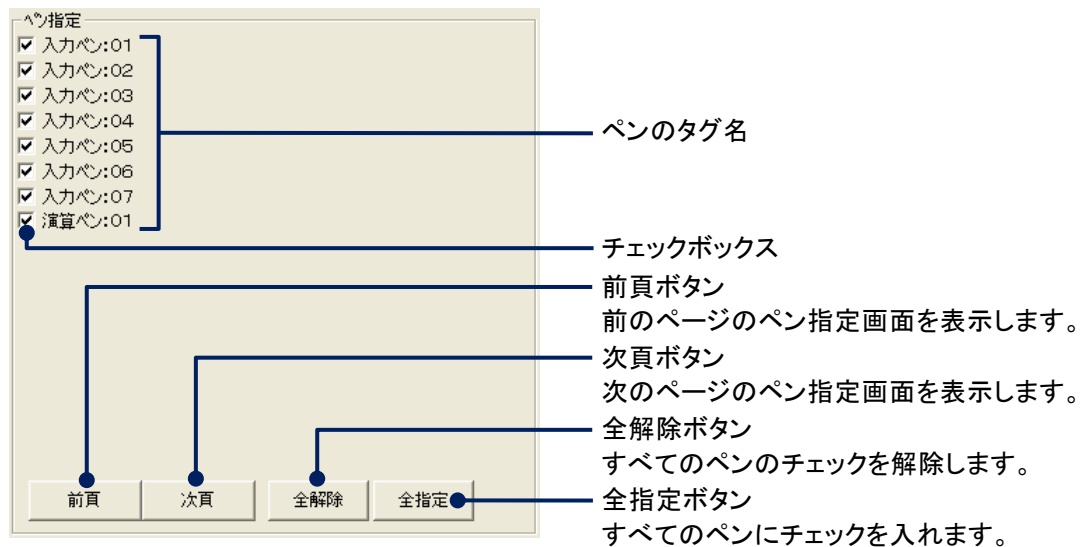 ペン指定
入力ペン:01
入力ペン:02
入力ペン:03
入力ペン:04
入力ペン:05
入力ペン:06
入力ペン:07
演算ペン:01
ペンのタグ名
チェックボックス
前頁ボタン
前のページのペン指定画面を表示します。
次頁ボタン
次のページのペン指定画面を表示します。
全解除ボタン
すべてのペンのチェックを解除します。
全指定ボタン
すべてのペンにチェックを入れます。
前頁 次頁 全解除 全指定